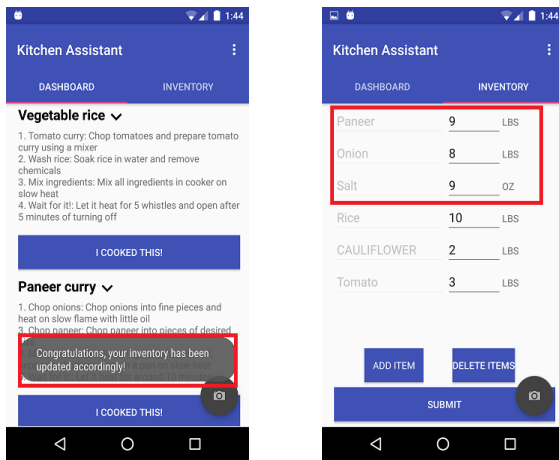 1:44
Kitchen Assistant
DASHBOARD INVENTORY
Vegetable rice
1. Tomato curry: Chop tomatoes and prepare tomato
curry using a mixer
2. Wash rice: Soak rice in water and remove
chemicals
3. Mix ingredients: Mix all ingredients in cooker on
slow heat
4. Wait for it!: Let it heat for 5 whistles and open after
5 minutes of turning off
I COOKED THIS!
Paneer curry
1. Chop onions: Chop onions into fine pieces and
heat on slow flame with little oil
3. Chop paneer: Chop paneer into pieces of desired
Congratulations, your inventory has been
updated accordingly!
I COOKED THIS!
1:44
Kitchen Assistant
DASHBOARD INVENTORY
Paneer 9 LBS
Onion 8 LBS
Salt 9 OZ
Rice 10 LBS
CAULIFLOWER 2 LBS
Tomato 3 LBS
ADD ITEM DELETE ITEMS
SUBMIT